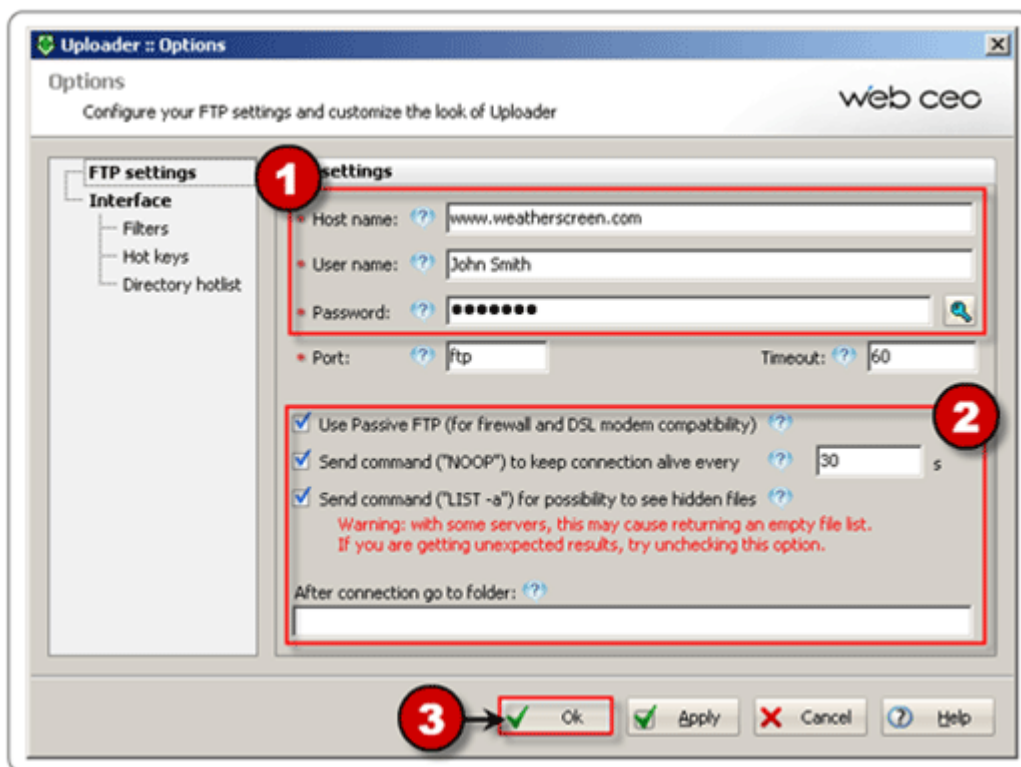 Uploader :: Options
Options
Configure your FTP settings and customize the look of Uploader
web ceo
FTP settings
Interface
Filters
Hot keys
Directory hotlist
1
settings
Host name: www.weatherscreen.com
User name: John Smith
Password: ●●●●●●●
Port: ftp Timeout: 60
2
Use Passive FTP (for firewall and DSL modem compatibility)
Send command ("NOOP") to keep connection alive every 30 s
Send command ("LIST -a") for possibility to see hidden files
Warning: with some servers, this may cause returning an empty file list.
If you are getting unexpected results, try unchecking this option.
After connection go to folder:
3
Ok Apply Cancel Help